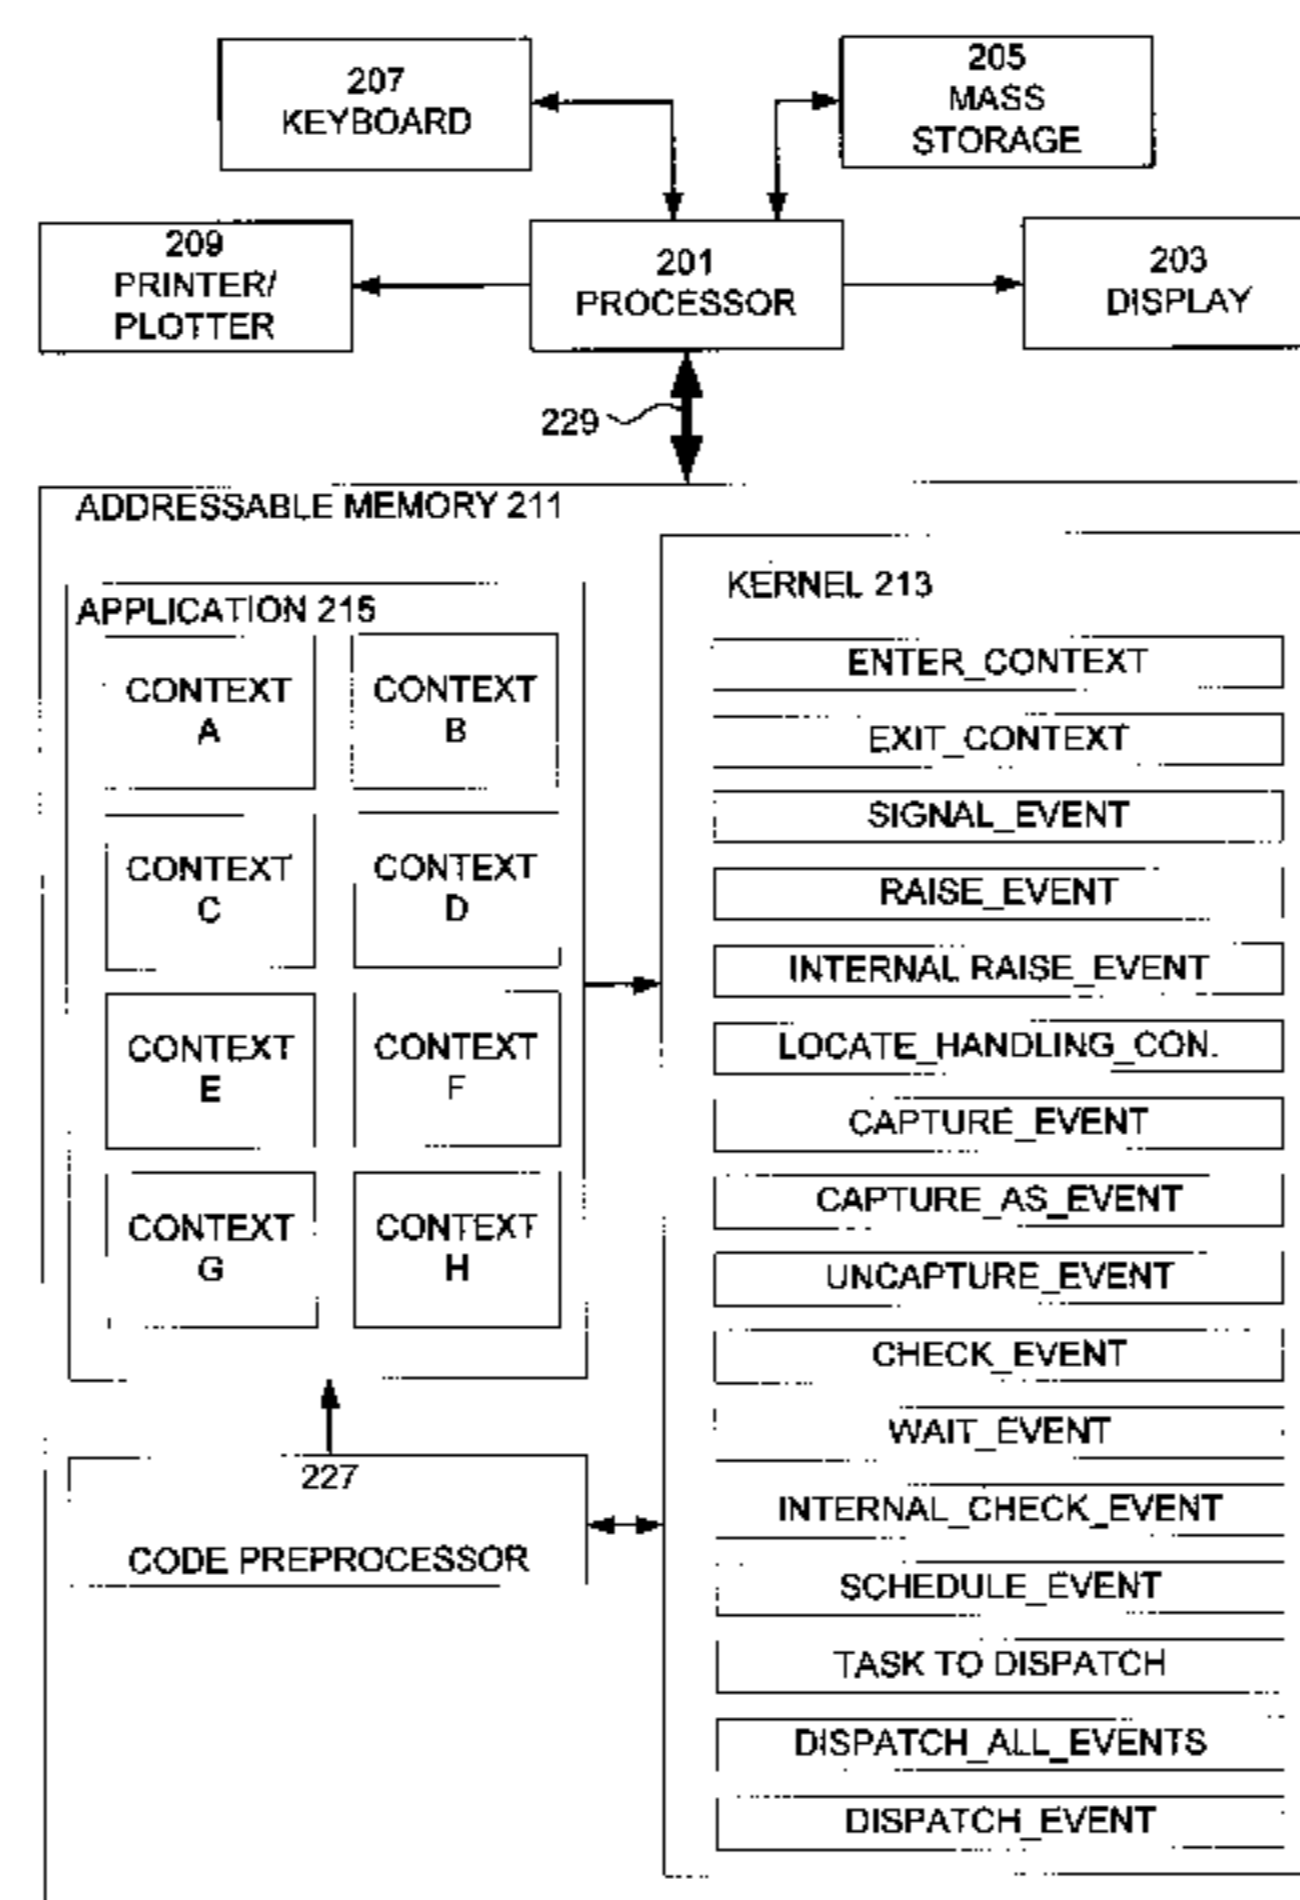 207
KEYBOARD
205
MASS
STORAGE
209
PRINTER/
PLOTTER
201
PROCESSOR
203
DISPLAY
229
ADDRESSABLE MEMORY 211
APPLICATION 215
CONTEXT
A
CONTEXT
B
CONTEXT
C
CONTEXT
D
CONTEXT
E
CONTEXT
F
CONTEXT
G
CONTEXT
H
227
CODE PREPROCESSOR
KERNEL 213
ENTER_CONTEXT
EXIT_CONTEXT
SIGNAL_EVENT
RAISE_EVENT
INTERNAL RAISE_EVENT
LOCATE_HANDLING_CON.
CAPTURE_EVENT
CAPTURE_AS_EVENT
UNCAPTURE_EVENT
CHECK_EVENT
WAIT_EVENT
INTERNAL_CHECK_EVENT
SCHEDULE_EVENT
TASK TO DISPATCH
DISPATCH_ALL_EVENTS
DISPATCH_EVENT